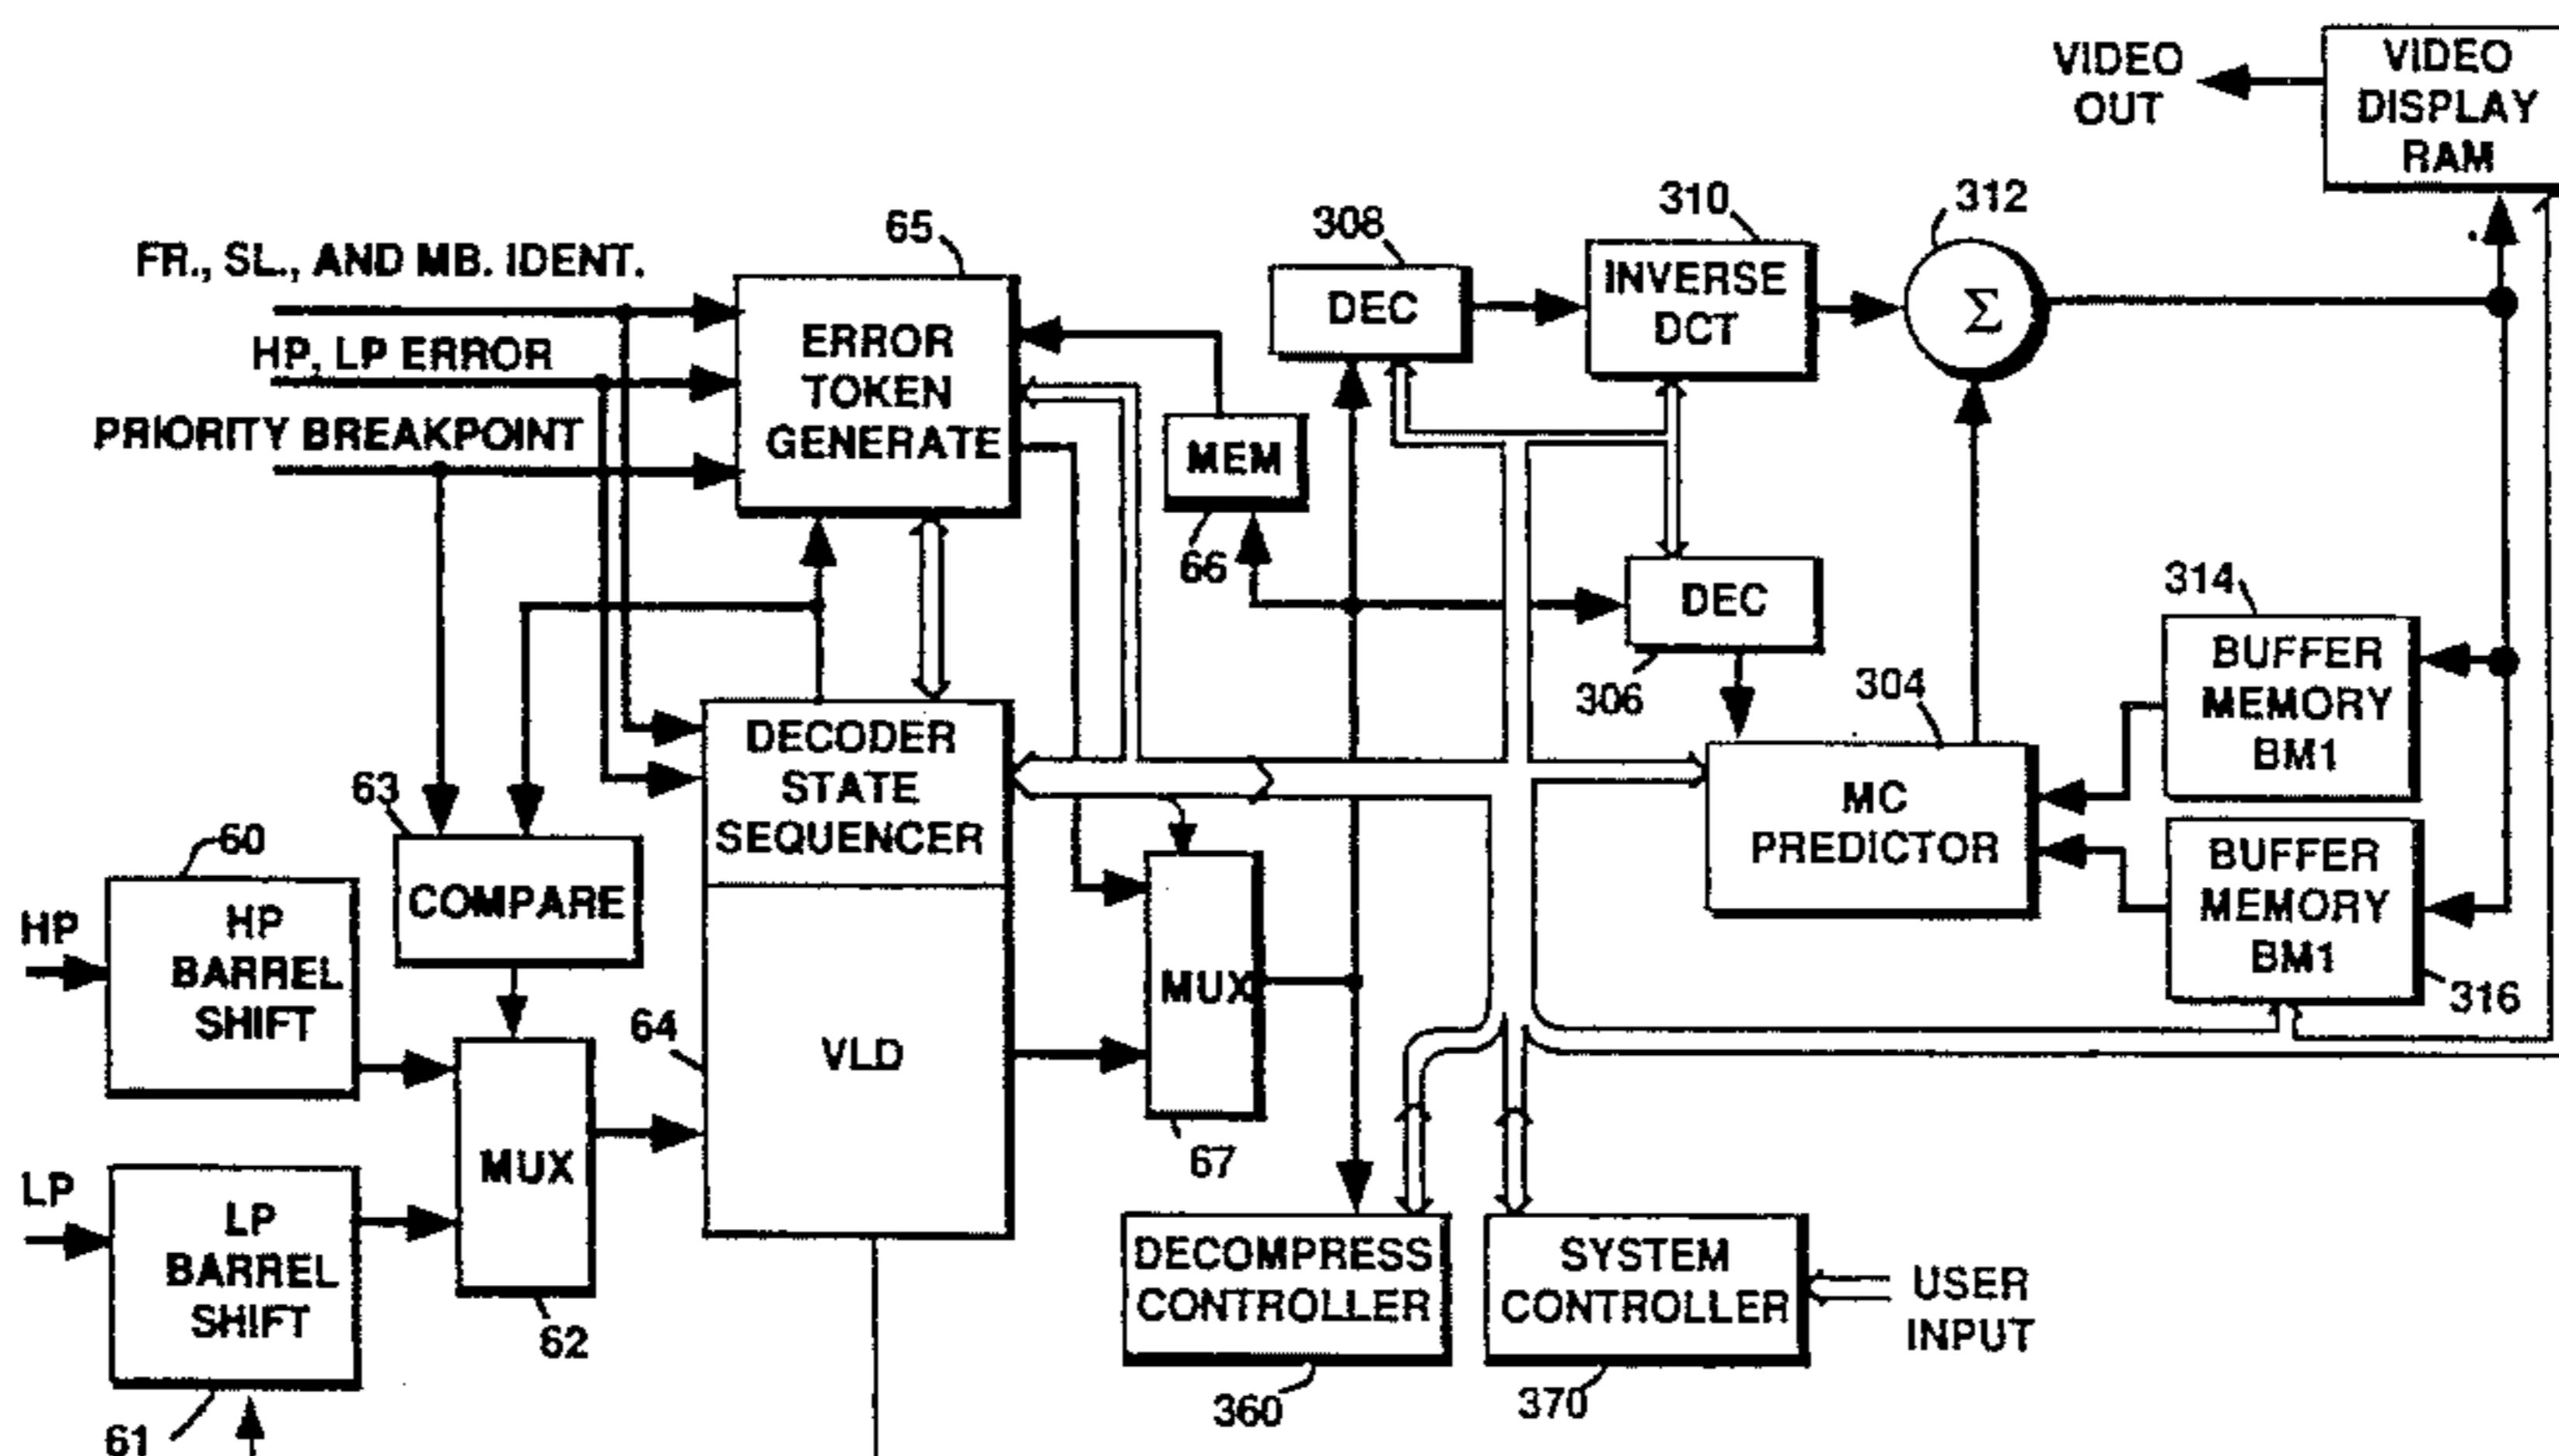 VIDEO
OUT
VIDEO
DISPLAY
RAM
65
308
310
312
FR., SL., AND MB. IDENT.
HP, LP ERROR
PRIORITY BREAKPOINT
ERROR
TOKEN
GENERATE
DEC
INVERSE
DCT
Σ
MEM
66
DEC
306
304
314
BUFFER
MEMORY
BM1
DECODER
STATE
SEQUENCER
MC
PREDICTOR
63
60
COMPARE
HP
HP
BARREL
SHIFT
BUFFER
MEMORY
BM1
316
64
VLD
MUX
67
MUX
62
LP
LP
BARREL
SHIFT
61
DECOMPRESS
CONTROLLER
360
SYSTEM
CONTROLLER
370
USER
INPUT